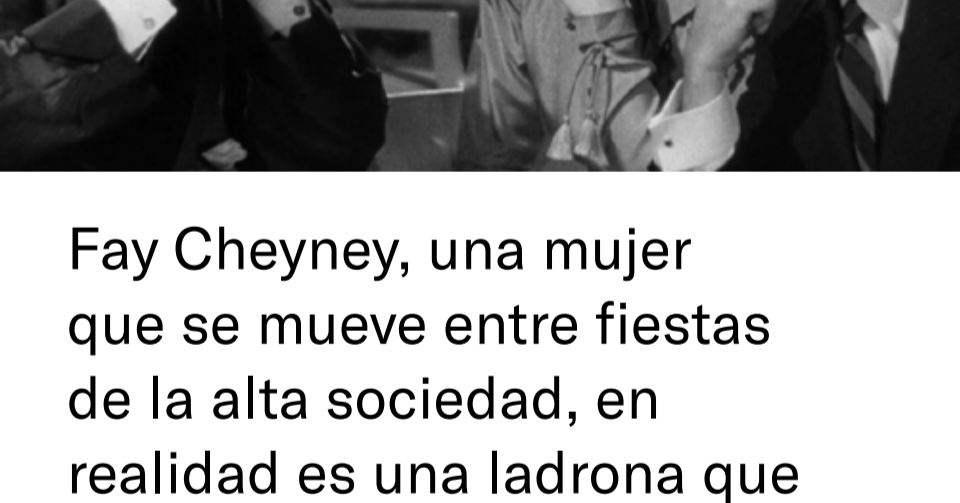 Fay Cheyney, una mujer
que se mueve entre fiestas
de la alta sociedad, en
realidad es una ladrona que